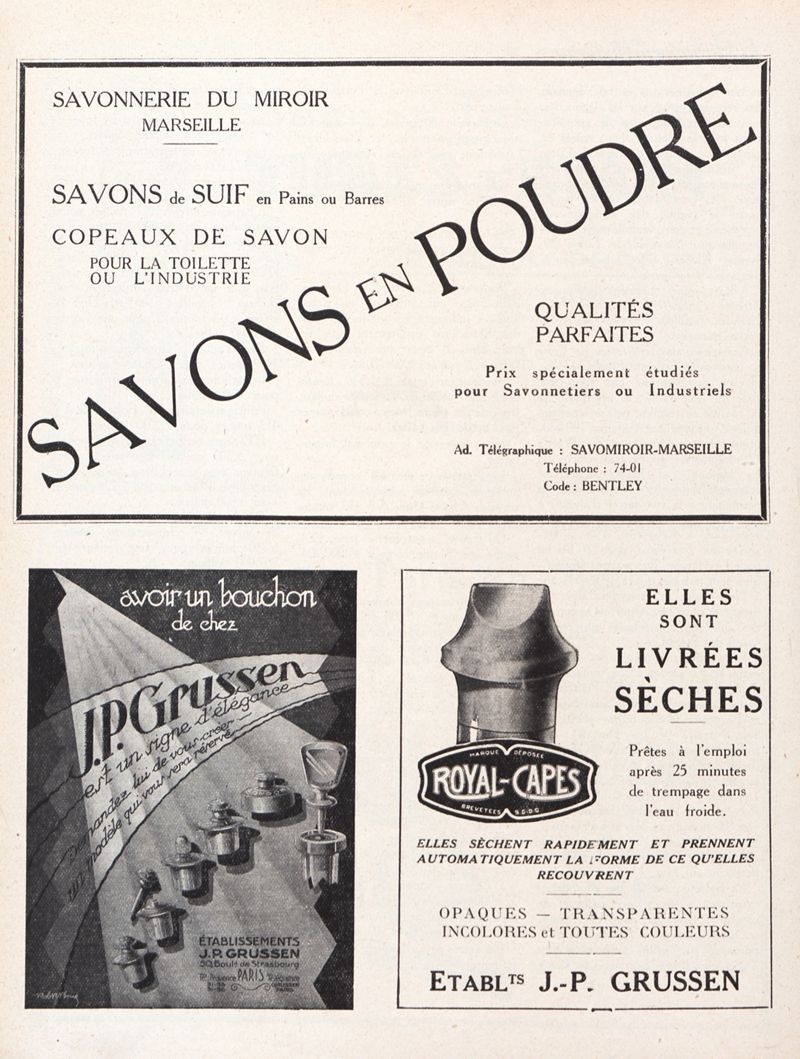 SAVONNERIE DU MIROIR
MARSEILLE
SAVONS de SUIF en Pains ou Barres
COPEAUX DE SAVON
POUR LA TOILETTE
OU L'INDUSTRIE
SAVONS EN POUDRE
QUALITÉS
PARFAITES
Prix spécialement étudiés
pour Savonnetiers ou Industriels
Ad. Télégraphique : SAVOMIROIR-MARSEILLE
Téléphone : 74-01
Code : BENTLEY
avoir un bouchon
de chez
J.P. Grussen
est un signe d'élégance
Demandez lui de vous créer
un modèle qui vous sera réservé
ÉTABLISSEMENTS
J.P. GRUSSEN
50, Boult de Strasbourg
PARIS
ELLES
SONT
LIVRÉES
SÈCHES
MARQUE DÉPOSÉE
ROYAL-CAPES
BREVETÉES S.G.D.G
Prêtes à l'emploi
après 25 minutes
de trempage dans
l'eau froide.
ELLES SÈCHENT RAPIDEMENT ET PRENNENT
AUTOMATIQUEMENT LA FORME DE CE QU'ELLES
RECOUVRENT
OPAQUES — TRANSPARENTES
INCOLORES et TOUTES COULEURS
ETABLTS J.-P. GRUSSEN